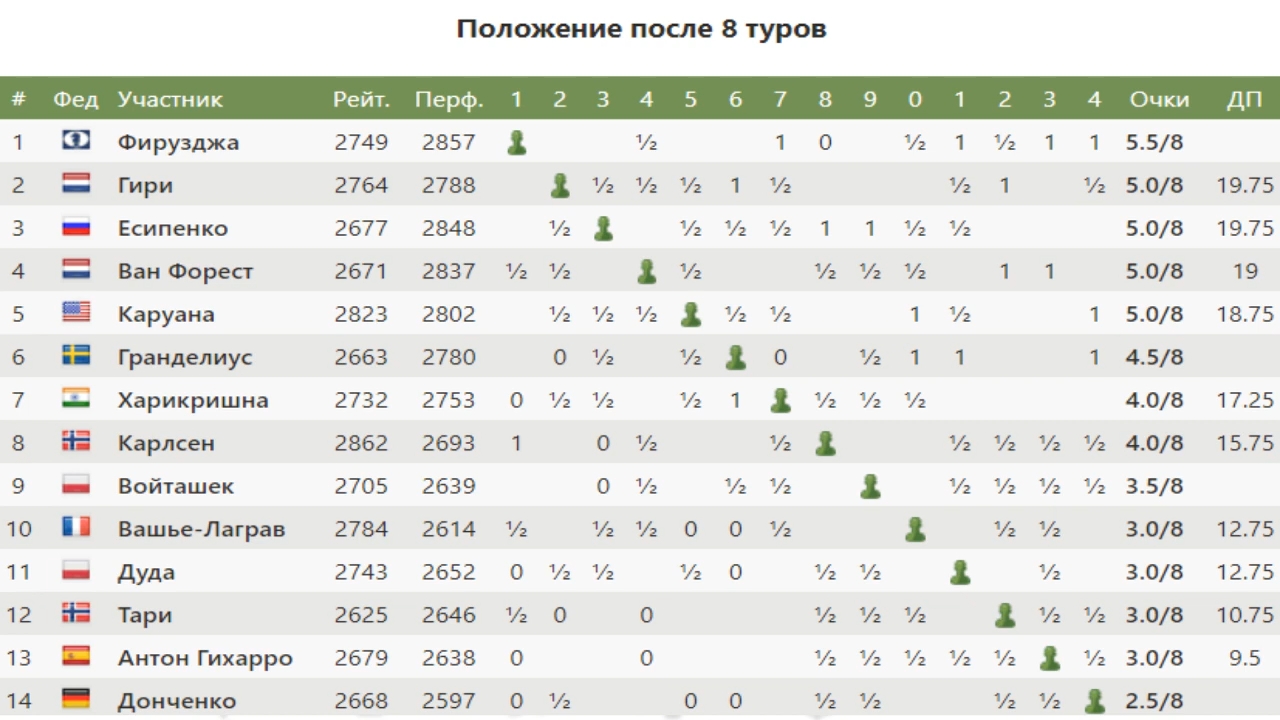 Положение после 8 туров
# Фед Участник Рейт. Перф. 1 2 3 4 5 6 7 8 9 0 1 2 3 4 Очки ДП
1 Фирузджа 2749 2857 ½ 1 0 ½ 1 ½ 1 1 5.5/8
2 Гири 2764 2788 ½ ½ ½ 1 ½ ½ 1 ½ 5.0/8 19.75
3 Есипенко 2677 2848 ½ ½ ½ ½ 1 1 ½ ½ 5.0/8 19.75
4 Ван Форест 2671 2837 ½ ½ ½ ½ ½ ½ 1 1 5.0/8 19
5 Каруана 2823 2802 ½ ½ ½ ½ ½ 1 ½ 1 5.0/8 18.75
6 Гранделиус 2663 2780 0 ½ ½ 0 ½ 1 1 1 4.5/8
7 Харикришна 2732 2753 0 ½ ½ ½ 1 ½ ½ ½ 4.0/8 17.25
8 Карлсен 2862 2693 1 0 ½ ½ ½ ½ ½ ½ 4.0/8 15.75
9 Войташек 2705 2639 0 ½ ½ ½ ½ ½ ½ ½ 3.5/8
10 Вашье-Лаграв 2784 2614 ½ ½ ½ 0 0 ½ ½ ½ 3.0/8 12.75
11 Дуда 2743 2652 0 ½ ½ ½ 0 ½ ½ ½ 3.0/8 12.75
12 Тари 2625 2646 ½ 0 0 ½ ½ ½ ½ ½ 3.0/8 10.75
13 Антон Гихарро 2679 2638 0 0 ½ ½ ½ ½ ½ ½ 3.0/8 9.5
14 Донченко 2668 2597 0 ½ 0 0 ½ ½ ½ ½ 2.5/8